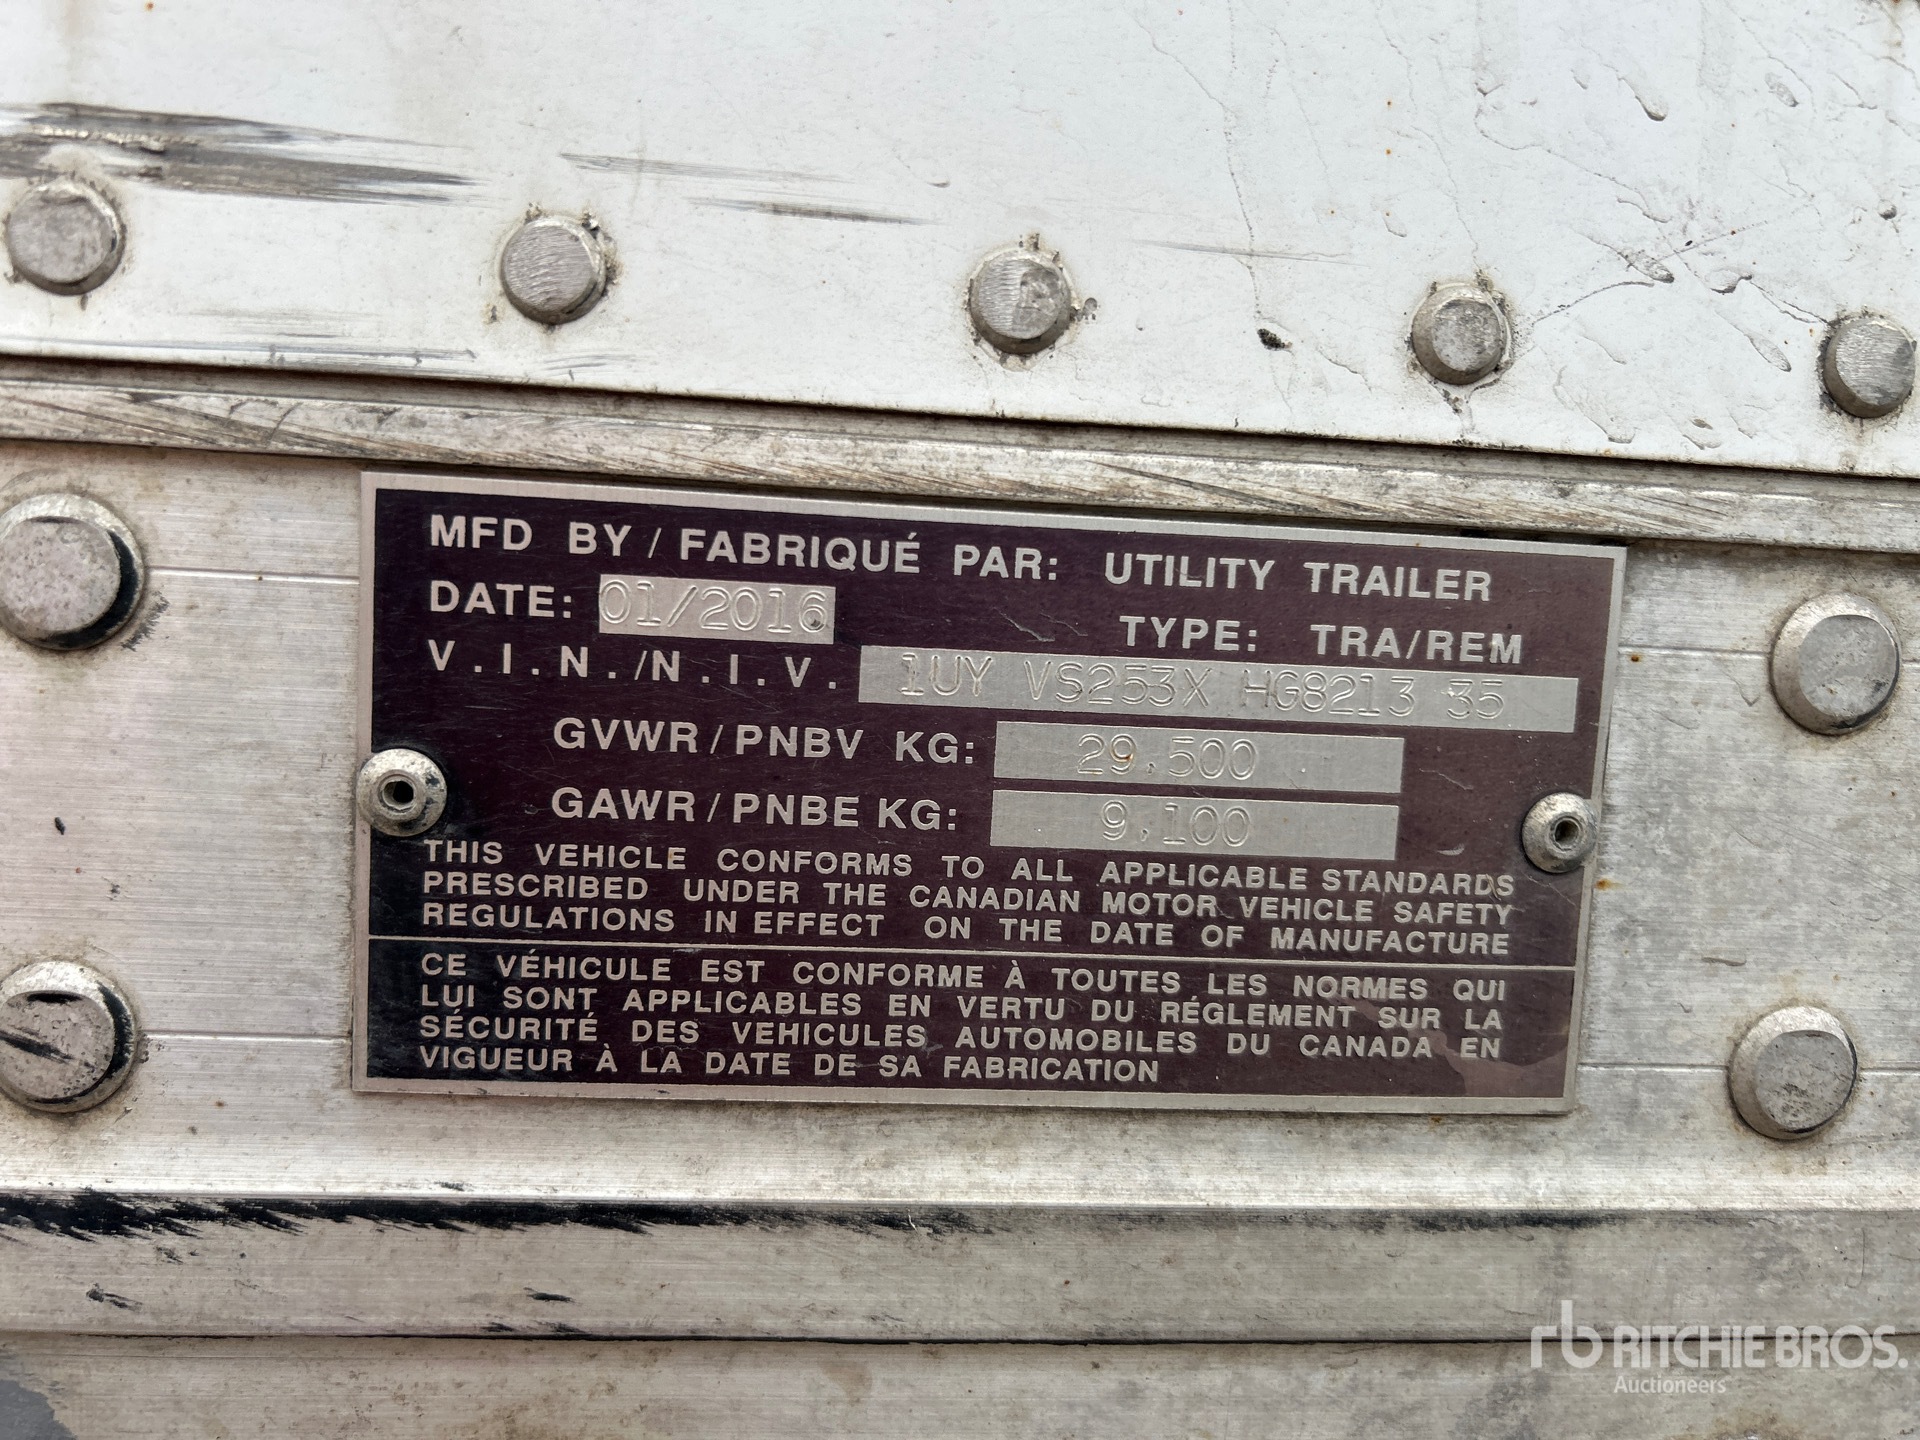 MFD BY / FABRIQUÉ PAR: UTILITY TRAILER
DATE: 01/2016 TYPE: TRA/REM
V.I.N./N.I.V. 1UY VS253X HG8213 35
GVWR / PNBV KG: 29,500
GAWR / PNBE KG: 9,100
THIS VEHICLE CONFORMS TO ALL APPLICABLE STANDARDS
PRESCRIBED UNDER THE CANADIAN MOTOR VEHICLE SAFETY
REGULATIONS IN EFFECT ON THE DATE OF MANUFACTURE
CE VÉHICULE EST CONFORME À TOUTES LES NORMES QUI
LUI SONT APPLICABLES EN VERTU DU RÉGLEMENT SUR LA
SÉCURITÉ DES VEHICULES AUTOMOBILES DU CANADA EN
VIGUEUR À LA DATE DE SA FABRICATION
rb RITCHIE BROS.
Auctioneers